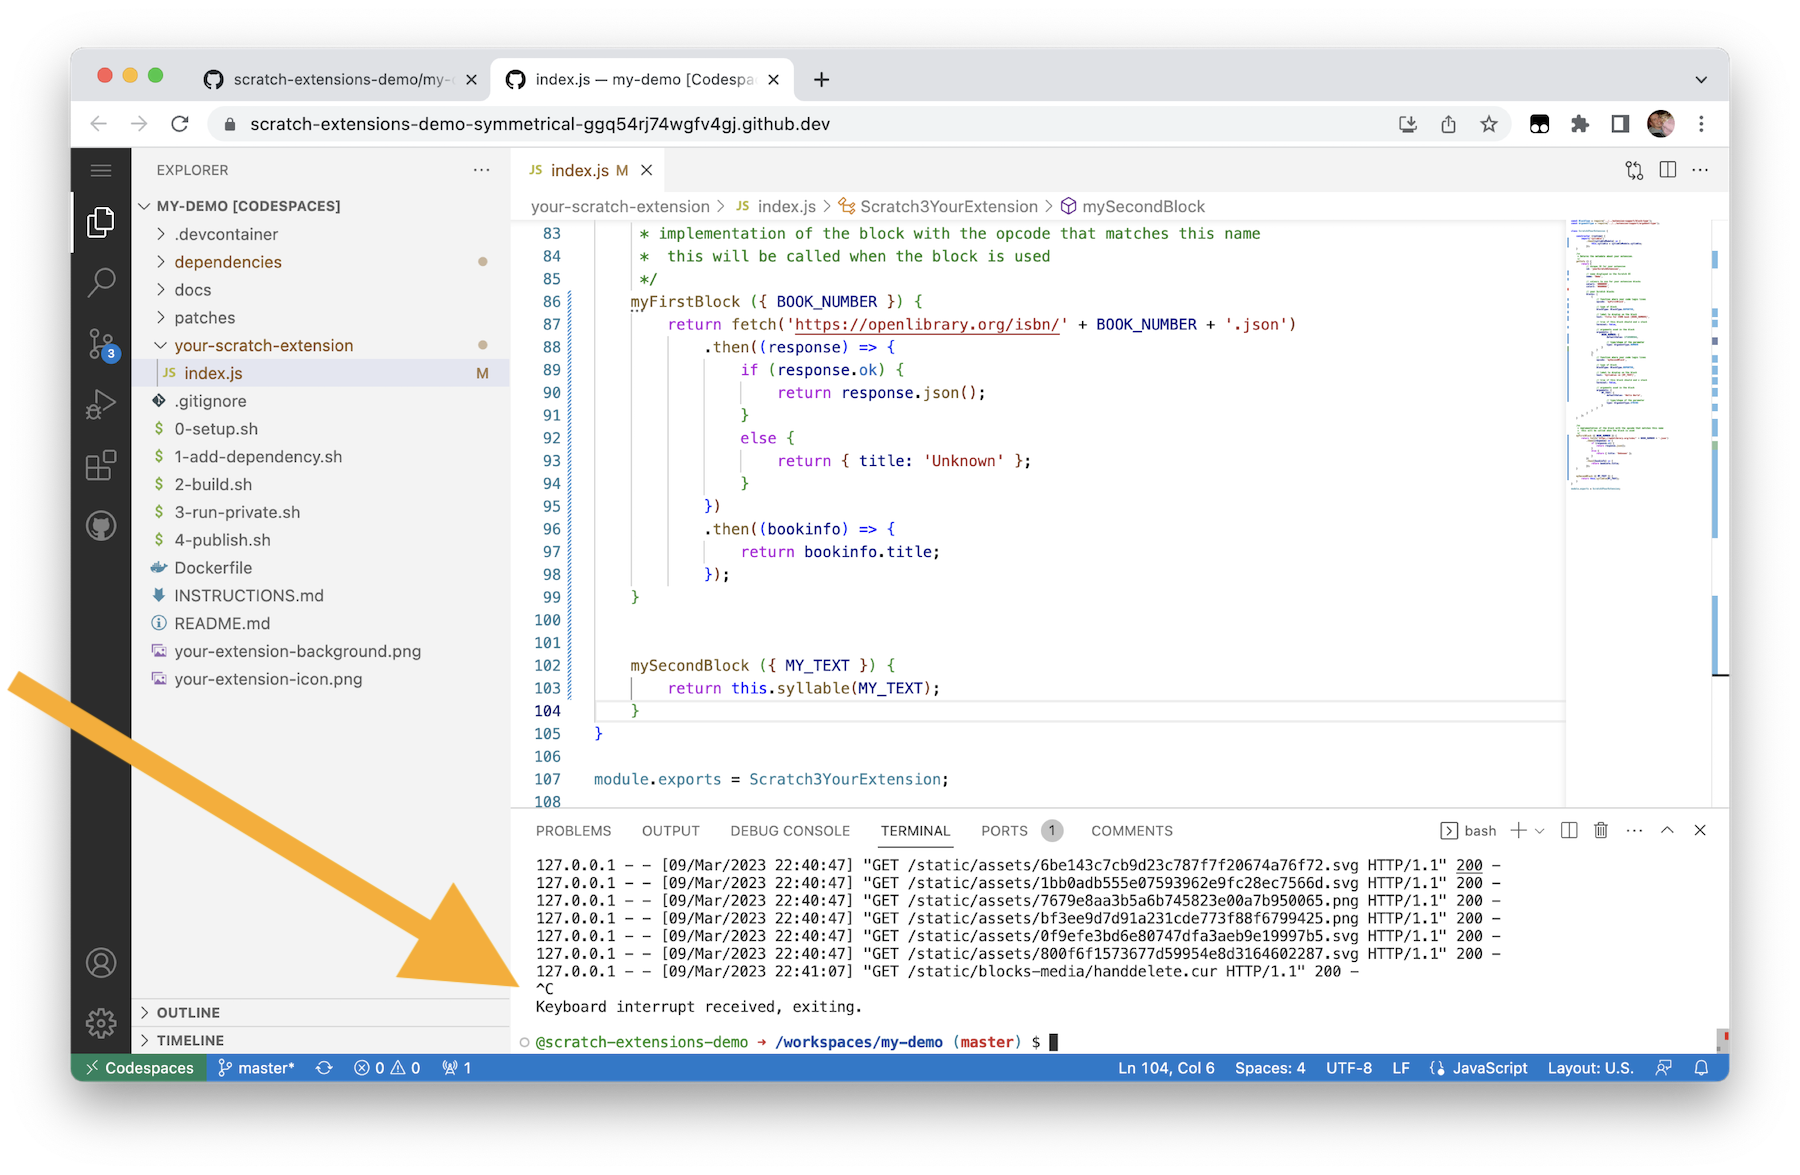 scratch-extensions-demo/my-
index.js — my-demo [Codespa
scratch-extensions-demo-symmetrical-ggq54rj74wgfv4gj.github.dev
EXPLORER
MY-DEMO [CODESPACES]
.devcontainer
dependencies
docs
patches
your-scratch-extension
JS index.js M
.gitignore
$ 0-setup.sh
$ 1-add-dependency.sh
$ 2-build.sh
$ 3-run-private.sh
$ 4-publish.sh
Dockerfile
INSTRUCTIONS.md
README.md
your-extension-background.png
your-extension-icon.png
OUTLINE
TIMELINE
3
JS index.js M
your-scratch-extension > JS index.js > Scratch3YourExtension > mySecondBlock
83 * implementation of the block with the opcode that matches this name
84 * this will be called when the block is used
85 */
86 myFirstBlock ({ BOOK_NUMBER }) {
87 return fetch('https://openlibrary.org/isbn/' + BOOK_NUMBER + '.json')
88 .then((response) => {
89 if (response.ok) {
90 return response.json();
91 }
92 else {
93 return { title: 'Unknown' };
94 }
95 })
96 .then((bookinfo) => {
97 return bookinfo.title;
98 });
99 }
100
101
102 mySecondBlock ({ MY_TEXT }) {
103 return this.syllable(MY_TEXT);
104 }
105 }
106
107 module.exports = Scratch3YourExtension;
108
PROBLEMS OUTPUT DEBUG CONSOLE TERMINAL PORTS 1 COMMENTS
bash
127.0.0.1 - - [09/Mar/2023 22:40:47] "GET /static/assets/6be143c7cb9d23c787f7f20674a76f72.svg HTTP/1.1" 200 -
127.0.0.1 - - [09/Mar/2023 22:40:47] "GET /static/assets/1bb0adb555e07593962e9fc28ec7566d.svg HTTP/1.1" 200 -
127.0.0.1 - - [09/Mar/2023 22:40:47] "GET /static/assets/7679e8aa3b5a6b745823e00a7b950065.png HTTP/1.1" 200 -
127.0.0.1 - - [09/Mar/2023 22:40:47] "GET /static/assets/bf3ee9d7d91a231cde773f88f6799425.png HTTP/1.1" 200 -
127.0.0.1 - - [09/Mar/2023 22:40:47] "GET /static/assets/0f9efe3bd6e80747dfa3aeb9e19997b5.svg HTTP/1.1" 200 -
127.0.0.1 - - [09/Mar/2023 22:40:47] "GET /static/assets/800f6f1573677d59954e8d3164602287.svg HTTP/1.1" 200 -
127.0.0.1 - - [09/Mar/2023 22:41:07] "GET /static/blocks-media/handdelete.cur HTTP/1.1" 200 -
^C
Keyboard interrupt received, exiting.
@scratch-extensions-demo → /workspaces/my-demo (master) $
Codespaces master* 0 0 1 Ln 104, Col 6 Spaces: 4 UTF-8 LF JavaScript Layout: U.S.